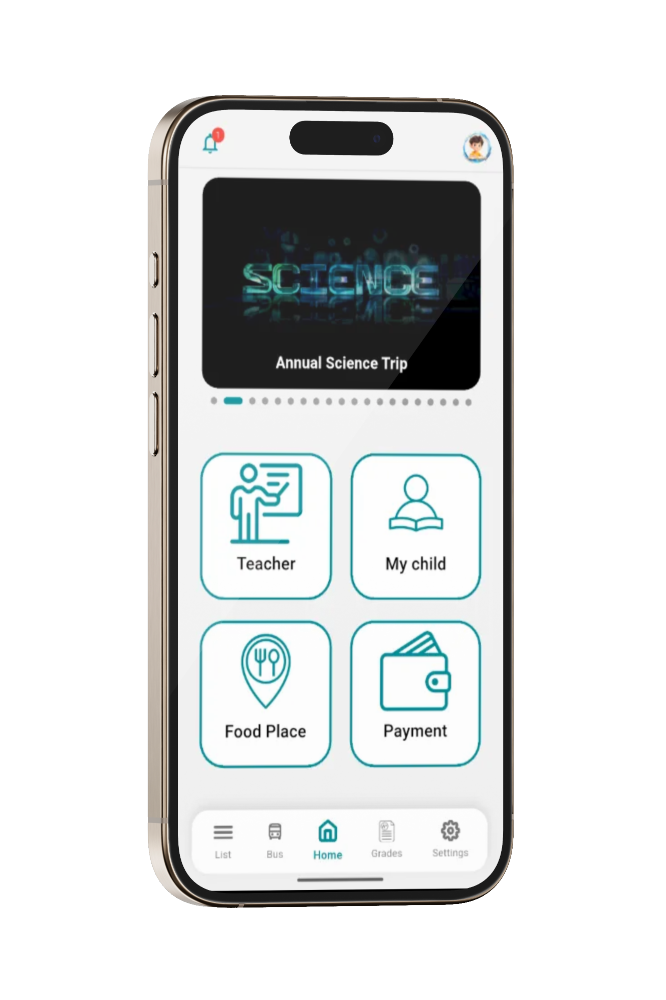 1
SCIENCE
Annual Science Trip
Teacher
My child
Food Place
Payment
List
Bus
Home
Grades
Settings